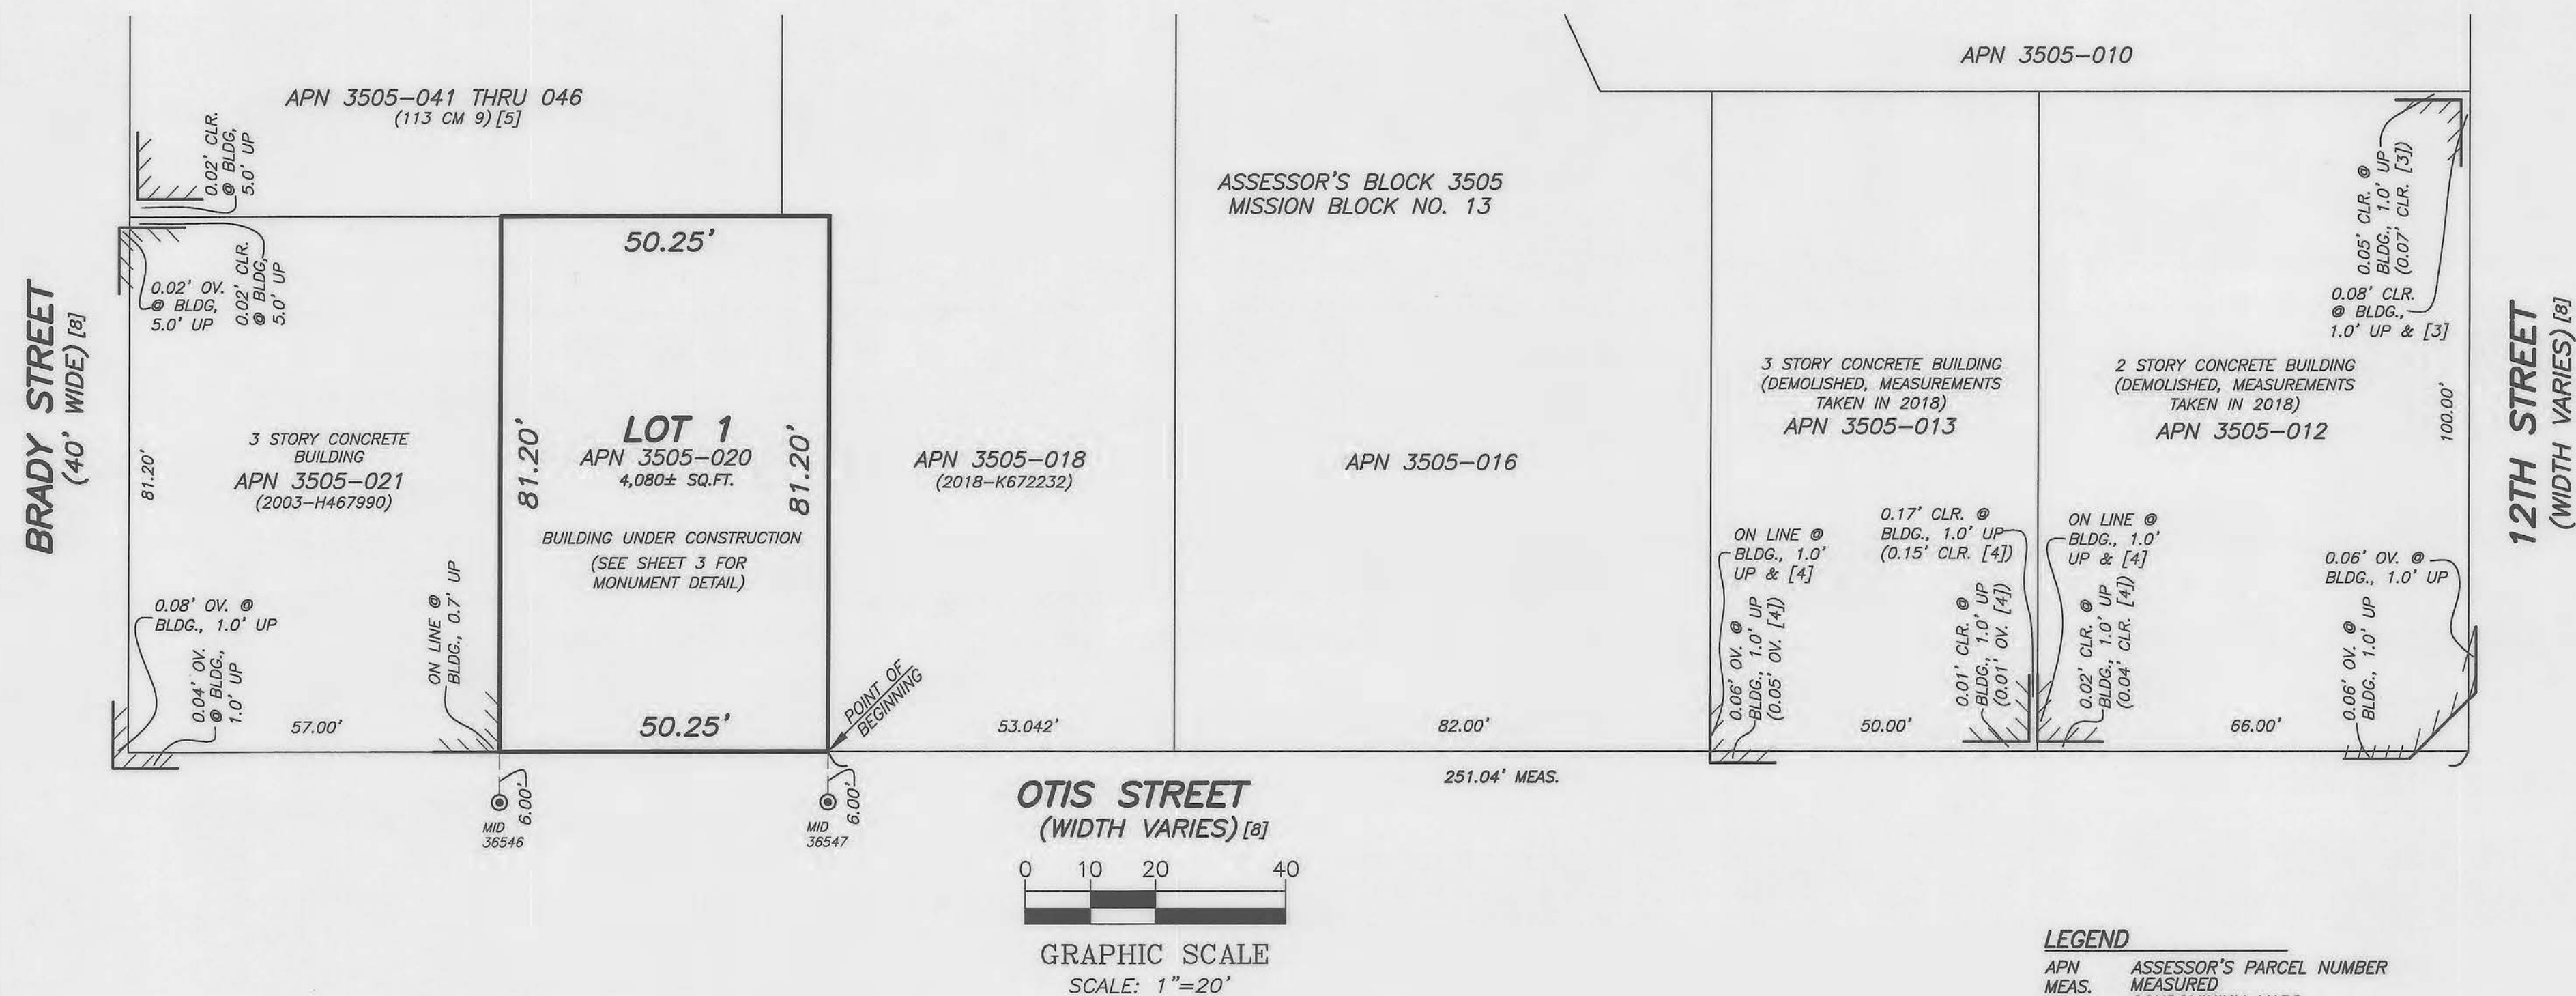 APN 3505-010
APN 3505-041 THRU 046
(113 CM 9) [5]
0.02' CLR.
@ BLDG,
5.0' UP
ASSESSOR'S BLOCK 3505
MISSION BLOCK NO. 13
0.05' CLR. @
BLDG., 1.0' UP
(0.07' CLR. [3])
50.25'
0.02' OV.
@ BLDG,
5.0' UP
0.02' CLR.
@ BLDG,
5.0' UP
0.08' CLR.
@ BLDG.,
1.0' UP & [3]
BRADY STREET
(40' WIDE) [8]
81.20'
3 STORY CONCRETE
BUILDING
APN 3505-021
(2003-H467990)
81.20'
LOT 1
APN 3505-020
4,080± SQ.FT.
81.20'
BUILDING UNDER CONSTRUCTION
(SEE SHEET 3 FOR
MONUMENT DETAIL)
APN 3505-018
(2018-K672232)
APN 3505-016
3 STORY CONCRETE BUILDING
(DEMOLISHED, MEASUREMENTS
TAKEN IN 2018)
APN 3505-013
2 STORY CONCRETE BUILDING
(DEMOLISHED, MEASUREMENTS
TAKEN IN 2018)
APN 3505-012
100.00'
12TH STREET
(WIDTH VARIES) [8]
0.08' OV. @
BLDG., 1.0' UP
0.04' OV.
@ BLDG.,
1.0' UP
ON LINE @
BLDG., 0.7' UP
POINT OF
BEGINNING
ON LINE @
BLDG., 1.0'
UP & [4]
0.06' OV. @
BLDG., 1.0' UP
(0.05' OV. [4])
0.17' CLR. @
BLDG., 1.0' UP
(0.15' CLR. [4])
0.01' CLR. @
BLDG., 1.0' UP
(0.01' OV. [4])
ON LINE @
BLDG., 1.0'
UP & [4]
0.02' CLR. @
BLDG., 1.0' UP
(0.04' CLR. [4])
0.06' OV. @
BLDG., 1.0' UP
0.06' OV. @
BLDG., 1.0' UP
57.00'
50.25'
53.042'
82.00'
50.00'
66.00'
251.04' MEAS.
6.00'
MID
36546
6.00'
MID
36547
OTIS STREET
(WIDTH VARIES) [8]
0 10 20 40
GRAPHIC SCALE
SCALE: 1"=20'
LEGEND
APN ASSESSOR'S PARCEL NUMBER
MEAS. MEASURED